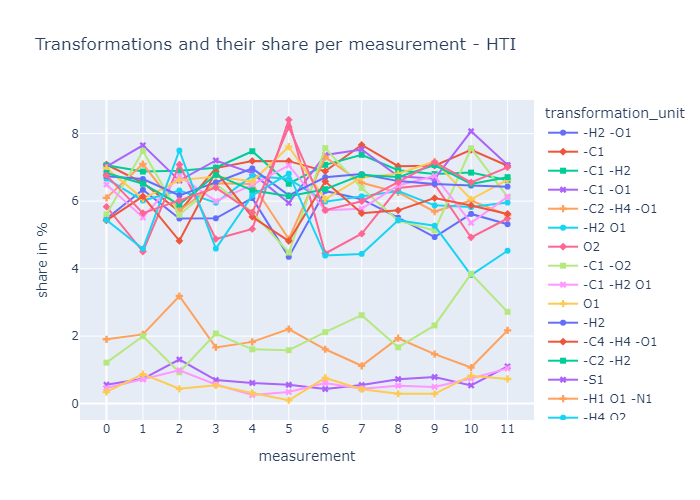 Transformations and their share per measurement - HTI
transformation_unit
-H2 -O1
-C1
-C1 -H2
-C1 -O1
-C2 -H4 -O1
-H2 O1
O2
-C1 -O2
-C1 -H2 O1
O1
-H2
-C4 -H4 -O1
-C2 -H2
-S1
-H1 O1 -N1
-H4 O2
share in %
8
6
4
2
0
0 1 2 3 4 5 6 7 8 9 10 11
measurement